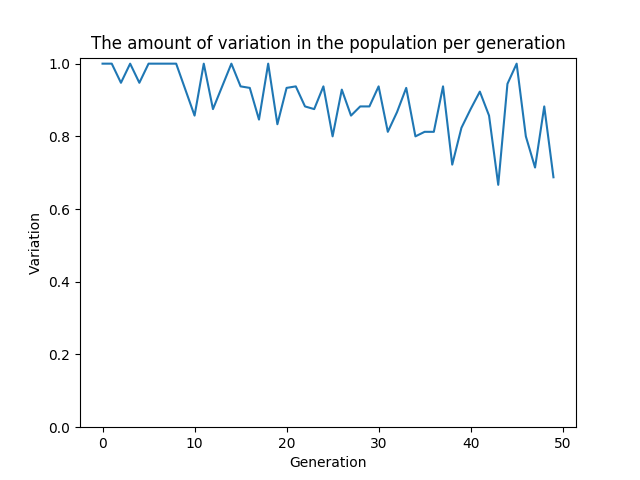 The amount of variation in the population per generation
1.0
0.8
0.6
0.4
0.2
0.0
Variation
0 10 20 30 40 50
Generation